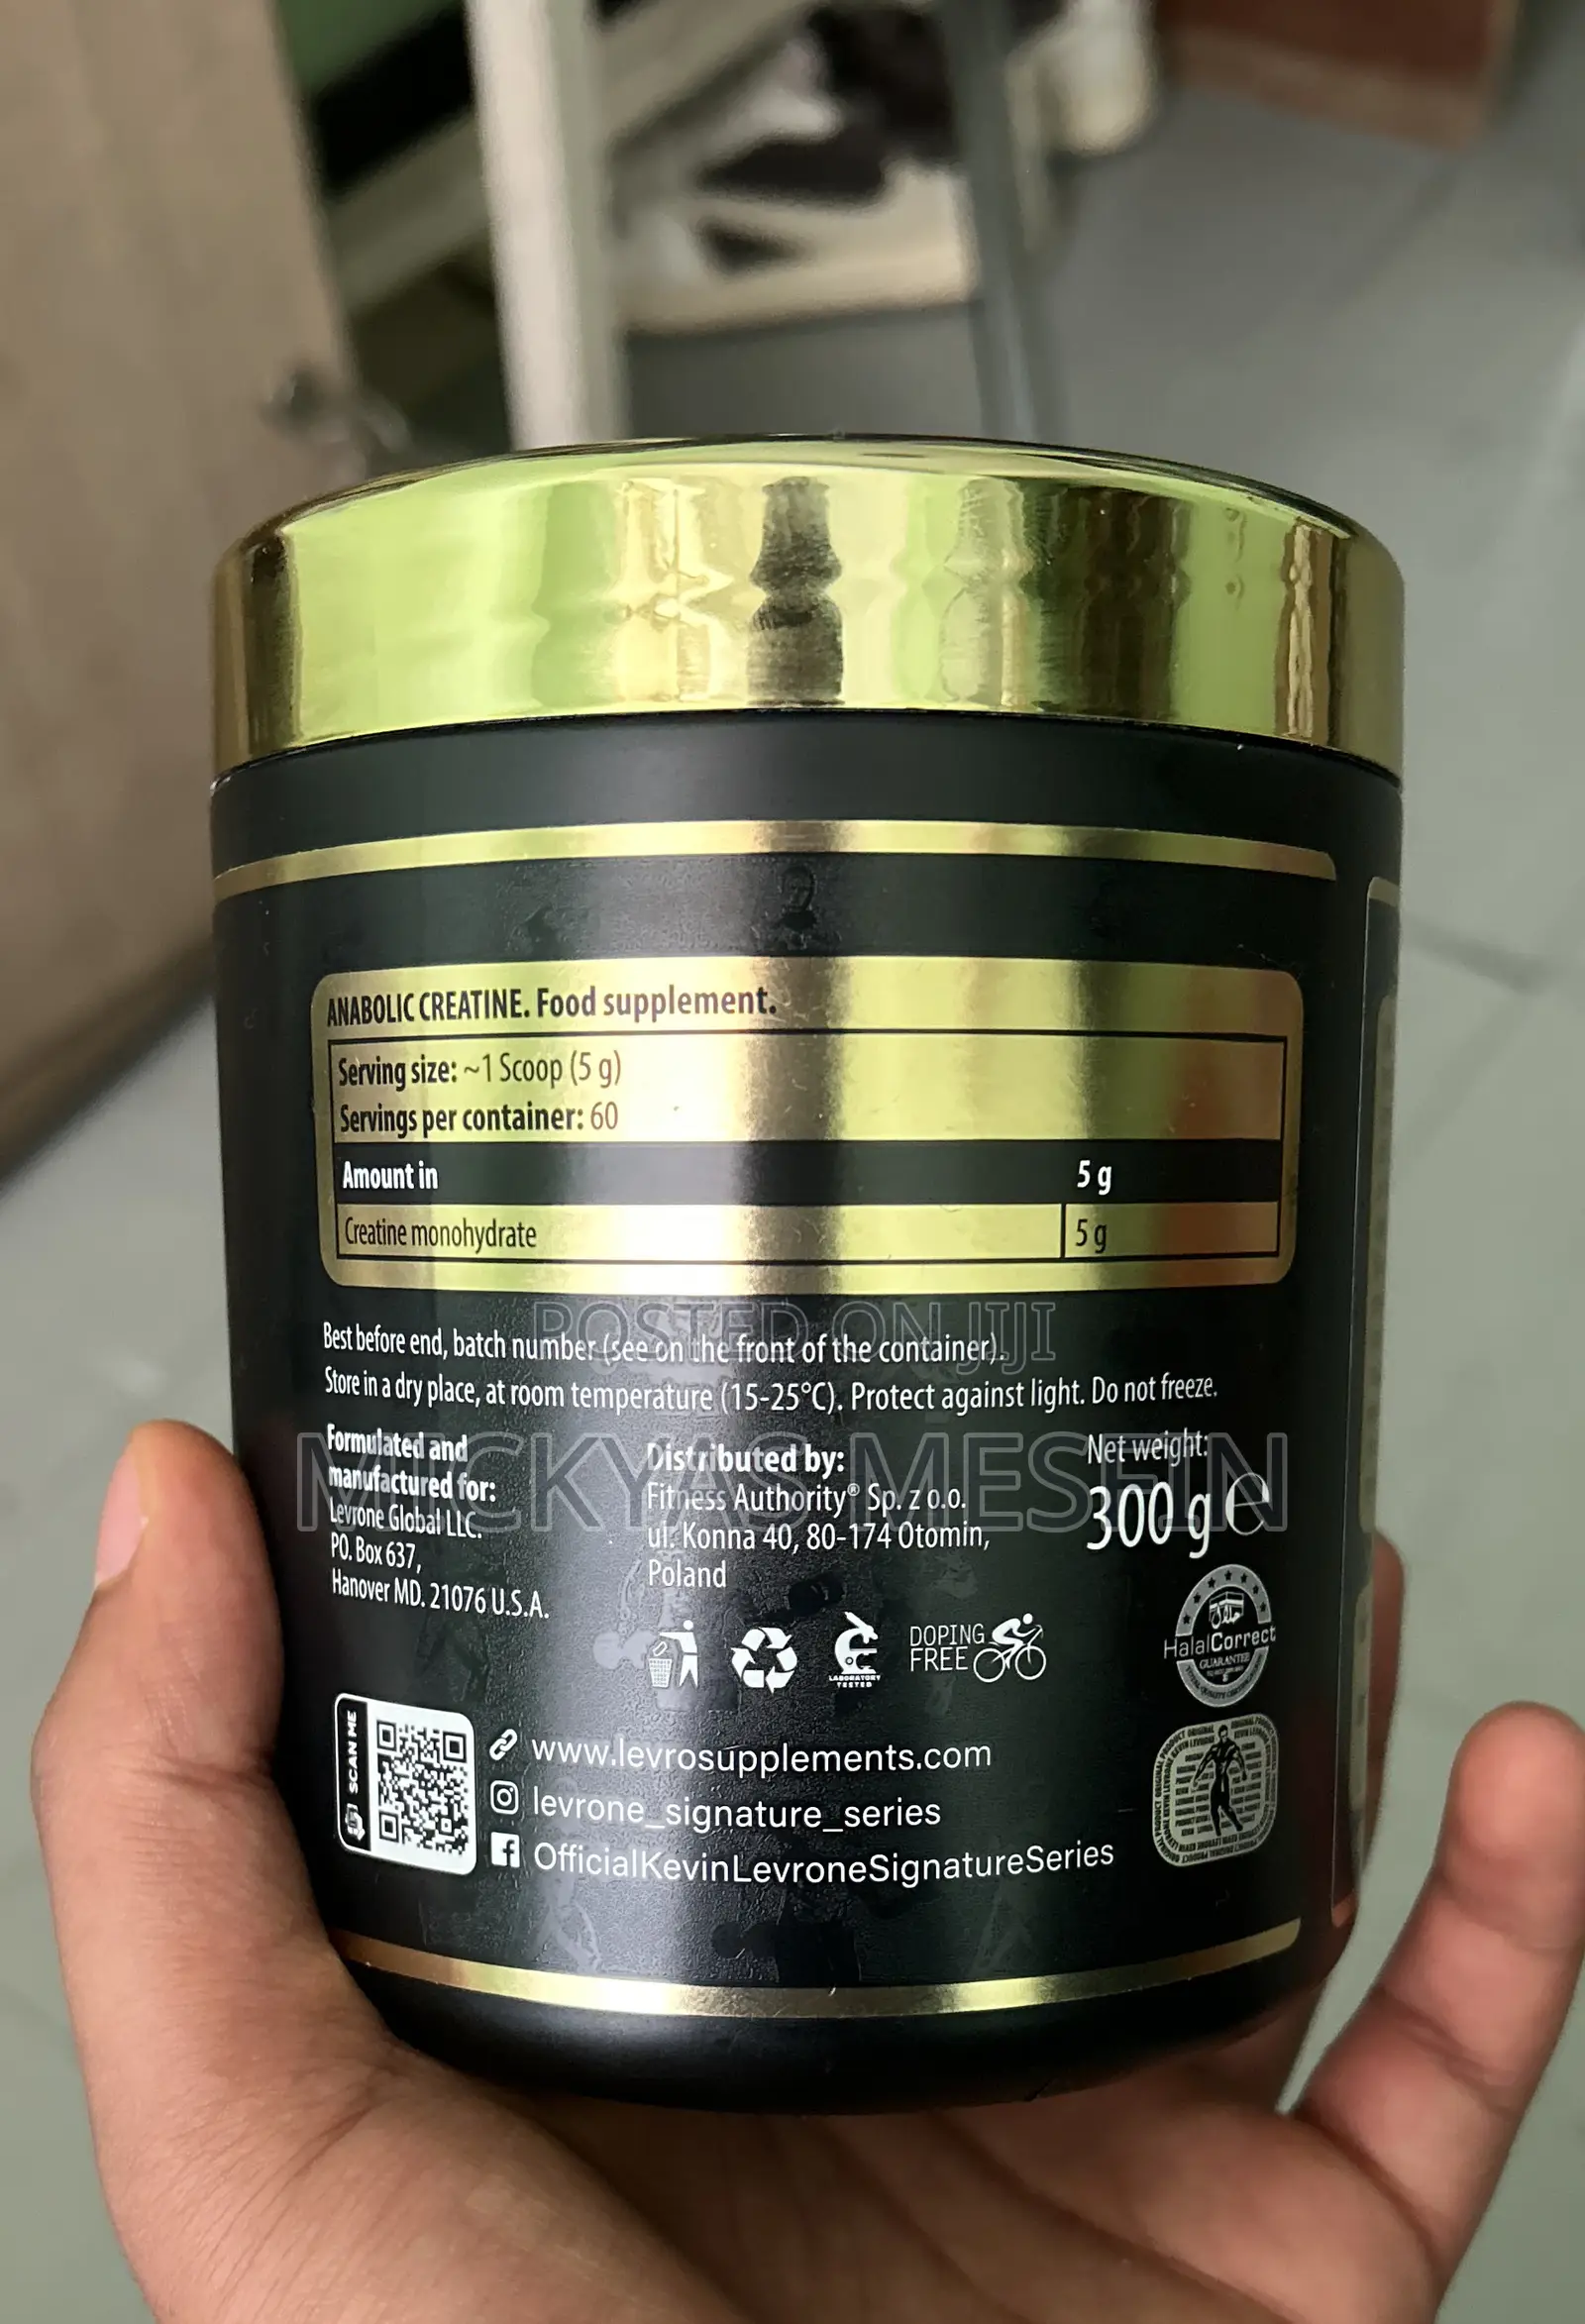 ANABOLIC CREATINE. Food supplement.
Serving size: ~1 Scoop (5 g)
Servings per container: 60
Amount in 5 g
Creatine monohydrate 5 g
POSTED ON JIJI
Best before end, batch number (see on the front of the container).
Store in a dry place, at room temperature (15-25°C). Protect against light. Do not freeze.
MICKYAS MESFIN
Formulated and
manufactured for:
Levrone Global LLC.
PO. Box 637,
Hanover MD. 21076 U.S.A.
Distributed by:
Fitness Authority® Sp. z o.o.
ul. Konna 40, 80-174 Otomin,
Poland
Net weight:
300 g ℮
LABORATORY
TESTED
DOPING
FREE
HalalCorrect
GUARANTEE
SCAN ME
www.levrosupplements.com
levrone_signature_series
OfficialKevinLevroneSignatureSeries